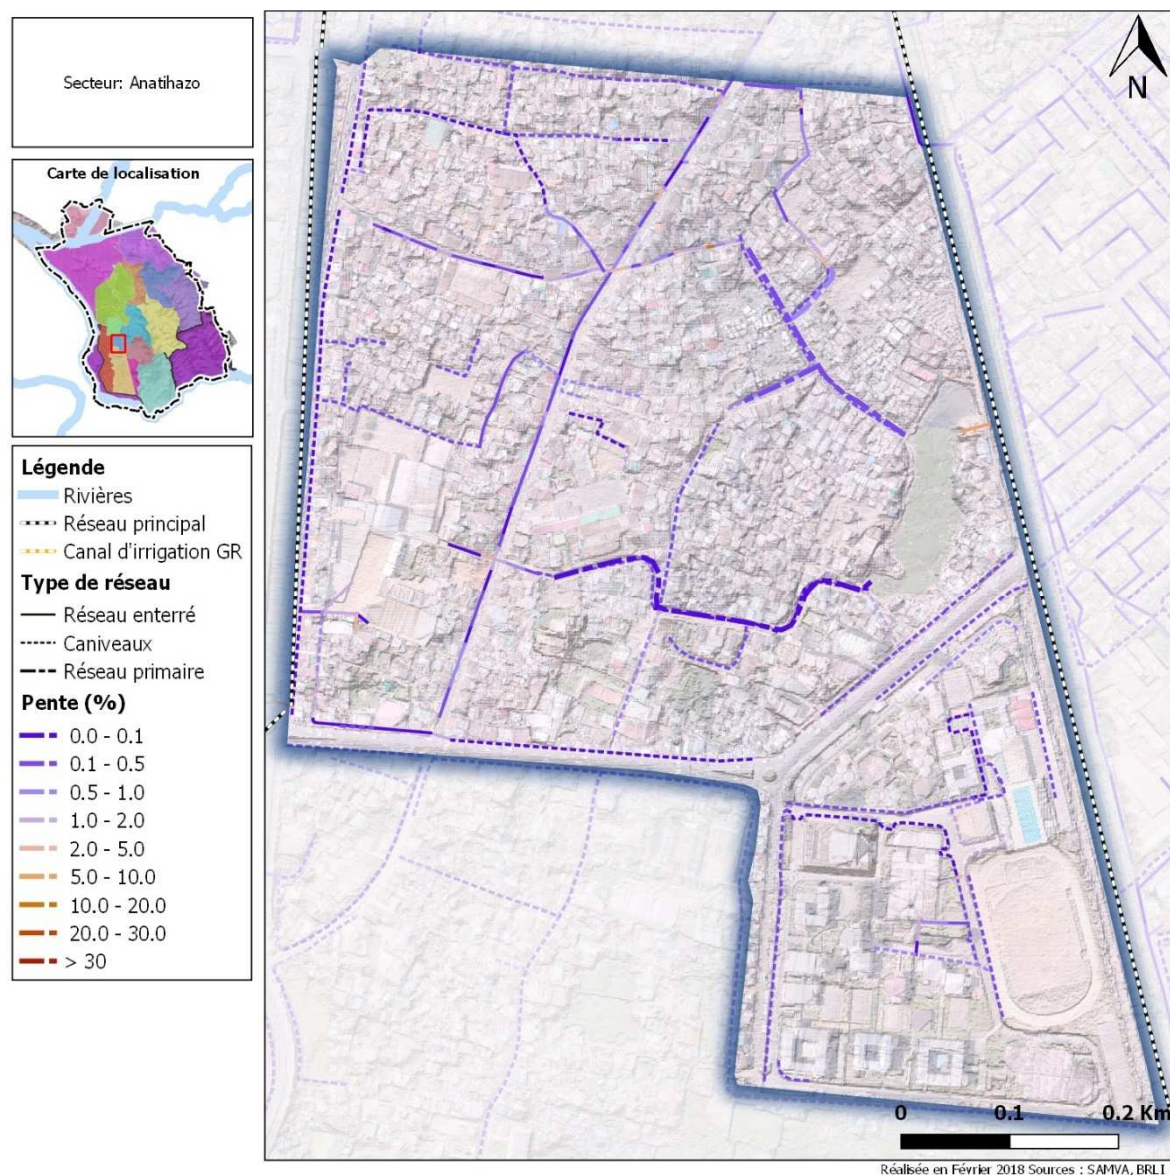 Secteur: Anatihazo
Carte de localisation
Légende
Rivières
Réseau principal
Canal d'irrigation GR
Type de réseau
Réseau enterré
Caniveaux
Réseau primaire
Pente (%)
0.0 - 0.1
0.1 - 0.5
0.5 - 1.0
1.0 - 2.0
2.0 - 5.0
5.0 - 10.0
10.0 - 20.0
20.0 - 30.0
> 30
N
0 0.1 0.2 Km
Réalisée en Février 2018 Sources : SAMVA, BRLI